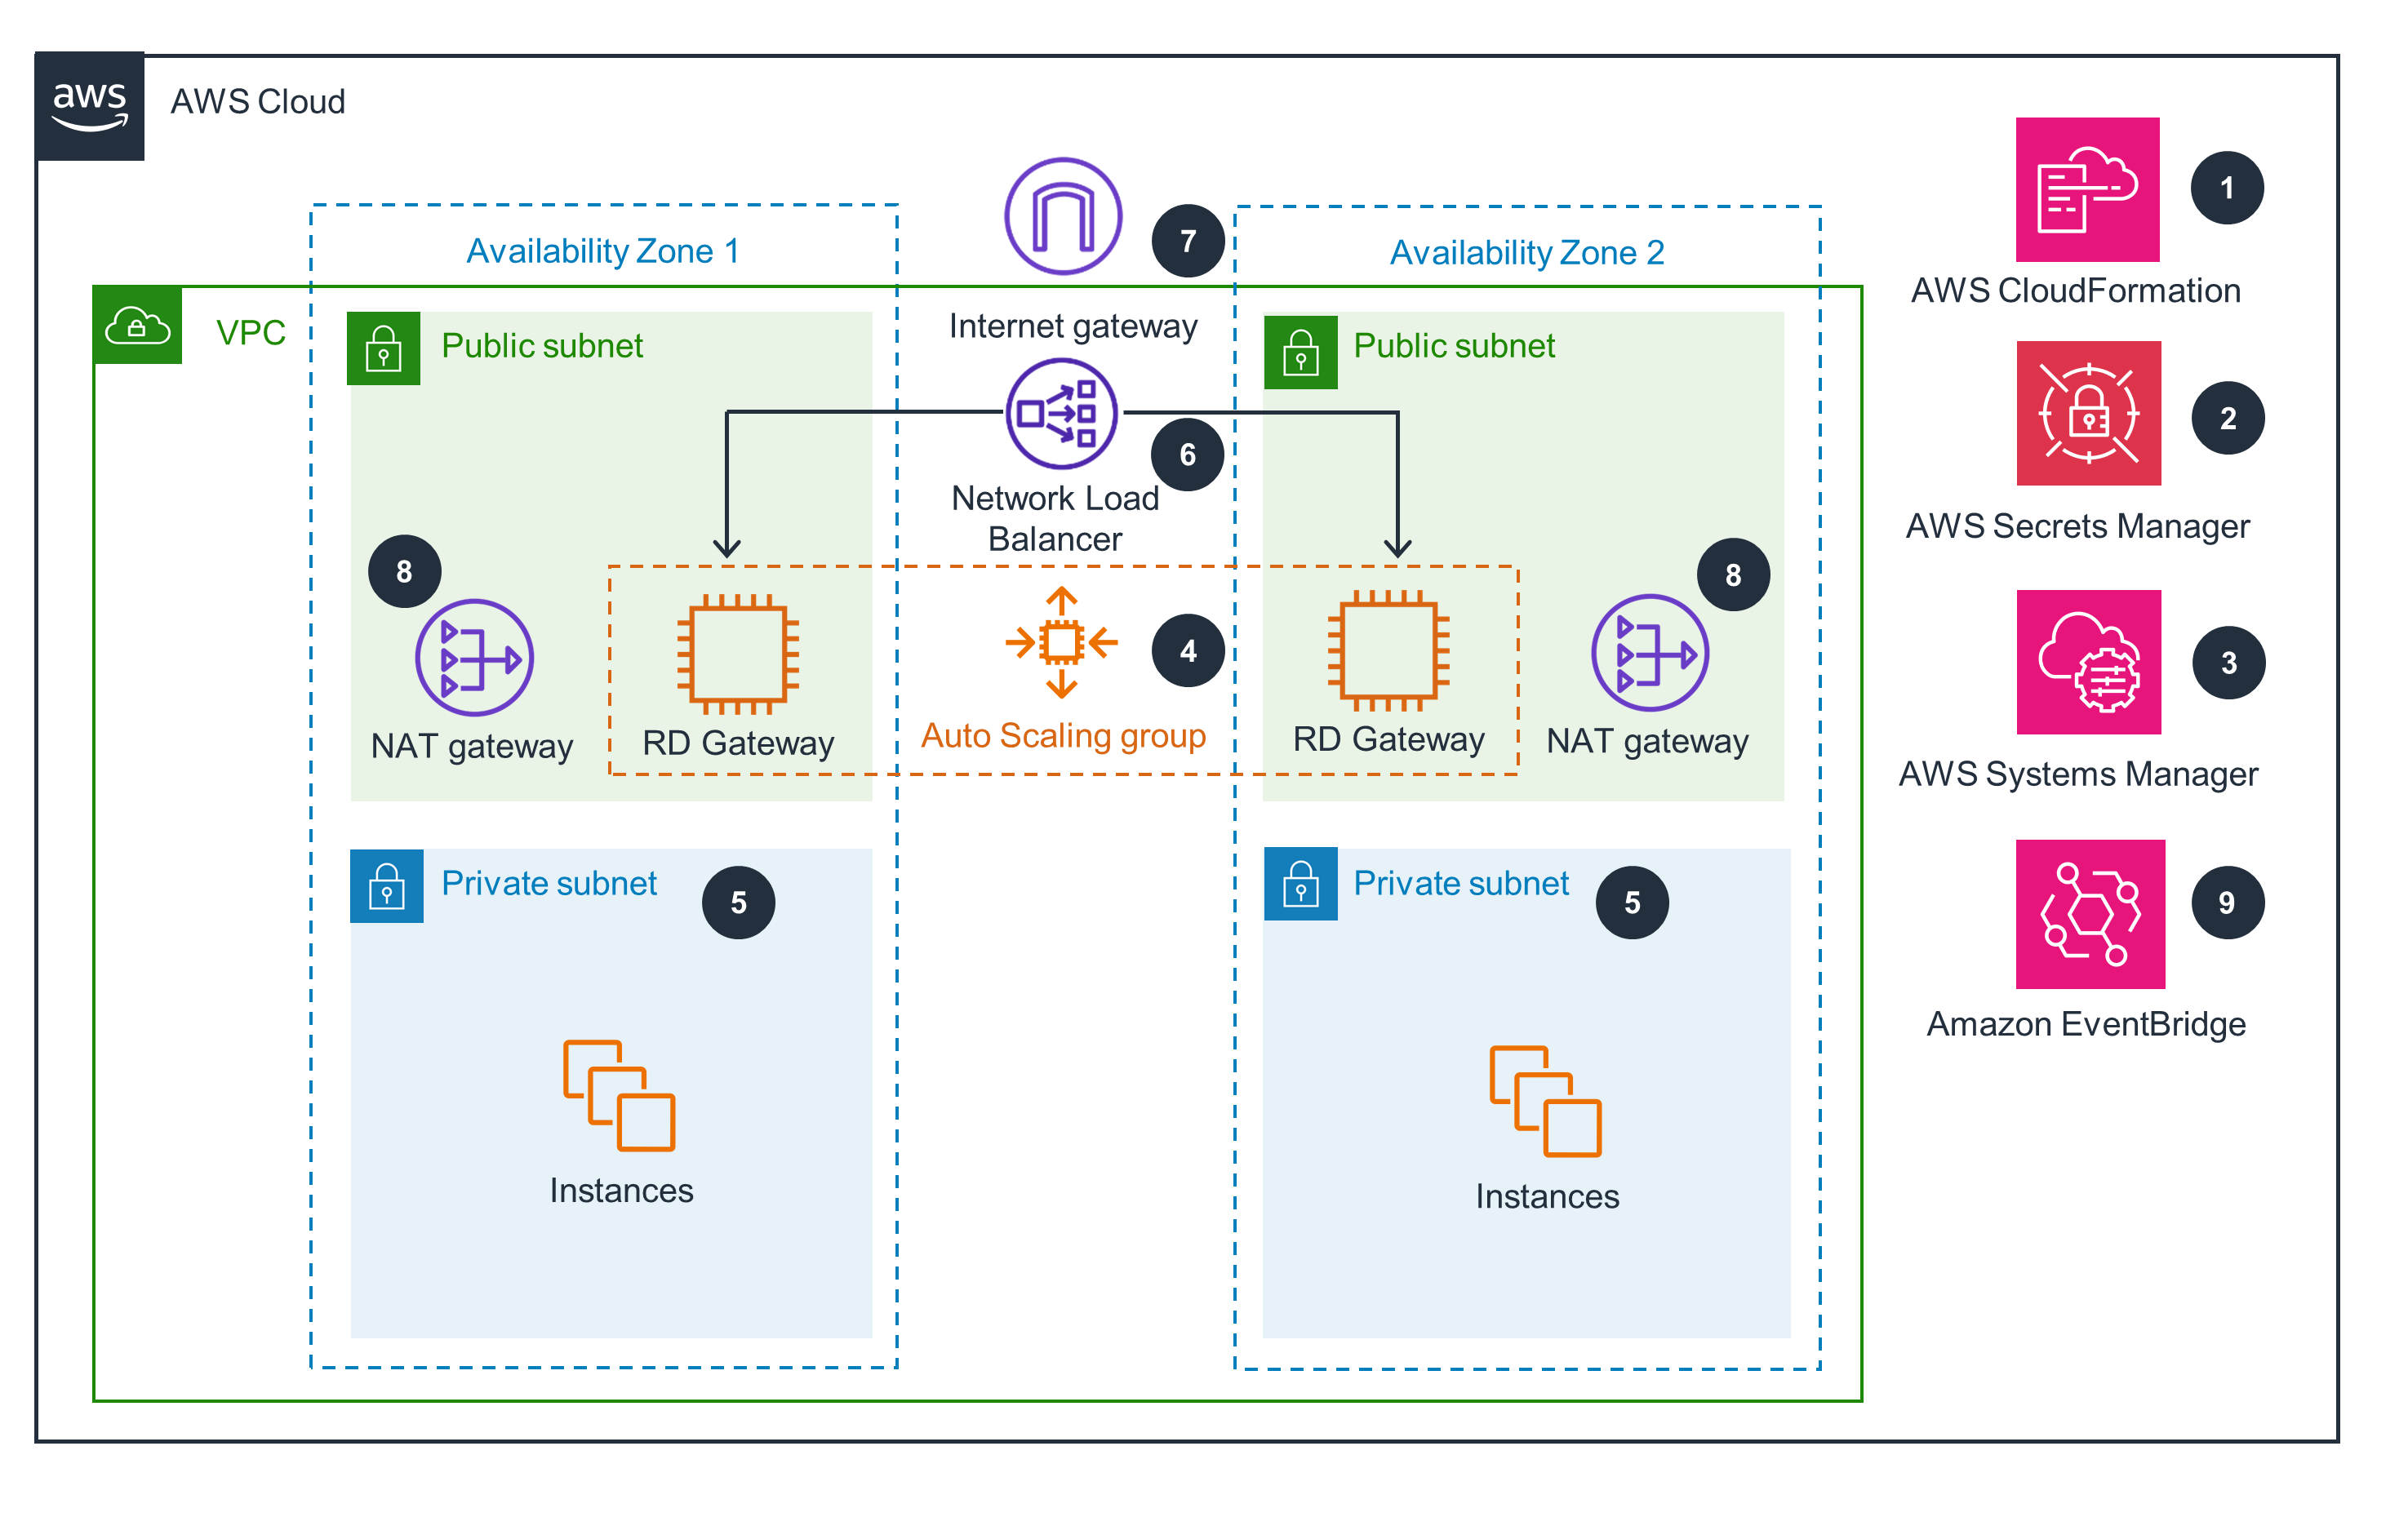 aws
AWS Cloud
1
7
Availability Zone 1
Availability Zone 2
AWS CloudFormation
Internet gateway
VPC
Public subnet
Public subnet
2
6
Network Load
Balancer
AWS Secrets Manager
8
8
4
3
NAT gateway
RD Gateway
Auto Scaling group
RD Gateway
NAT gateway
AWS Systems Manager
Private subnet
5
Private subnet
5
9
Amazon EventBridge
Instances
Instances